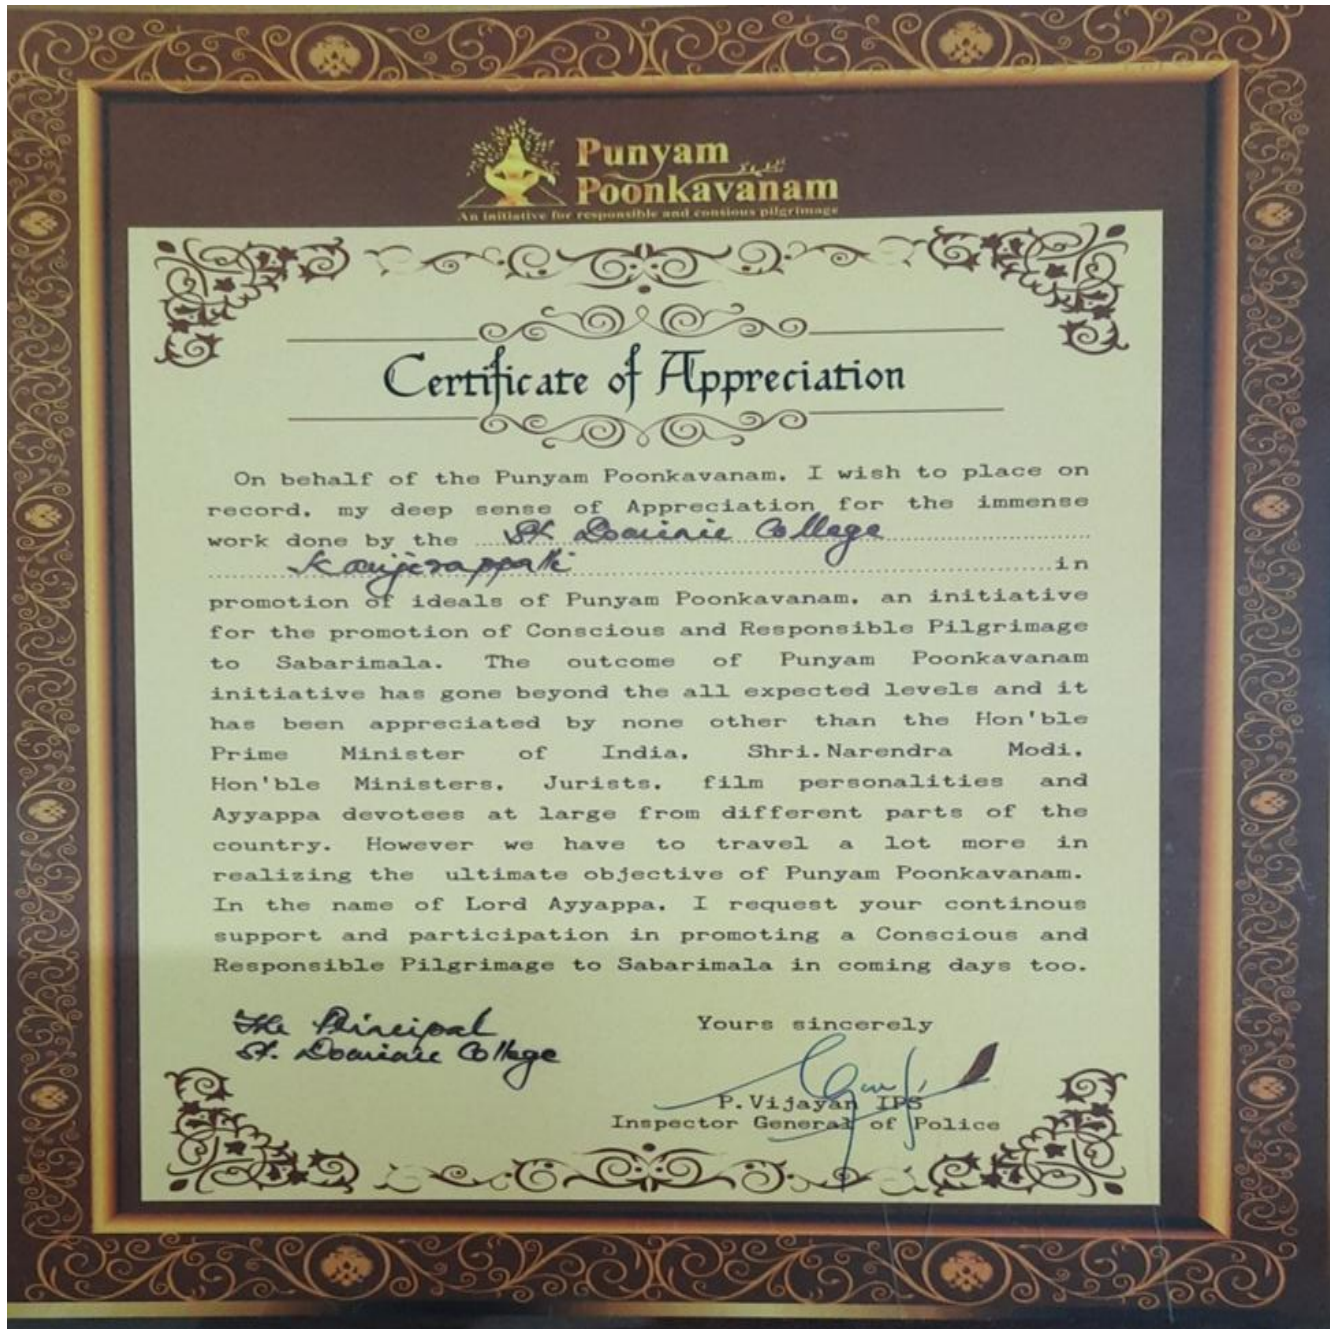 Punyam
Poonkavanam
An initiative for responsible and consious pilgrimage
Certificate of Appreciation
On behalf of the Punyam Poonkavanam. I wish to place on
record. my deep sense of Appreciation for the immense
work done by the St. Dominic College
Kanjirappally in
promotion of ideals of Punyam Poonkavanam. an initiative
for the promotion of Conscious and Responsible Pilgrimage
to Sabarimala. The outcome of Punyam Poonkavanam
initiative has gone beyond the all expected levels and it
has been appreciated by none other than the Hon'ble
Prime Minister of India. Shri.Narendra Modi.
Hon'ble Ministers. Jurists. film personalities and
Ayyappa devotees at large from different parts of the
country. However we have to travel a lot more in
realizing the ultimate objective of Punyam Poonkavanam.
In the name of Lord Ayyappa. I request your continous
support and participation in promoting a Conscious and
Responsible Pilgrimage to Sabarimala in coming days too.
The Principal
St. Dominic College
Yours sincerely
P.Vijayan IPS
Inspector General of Police